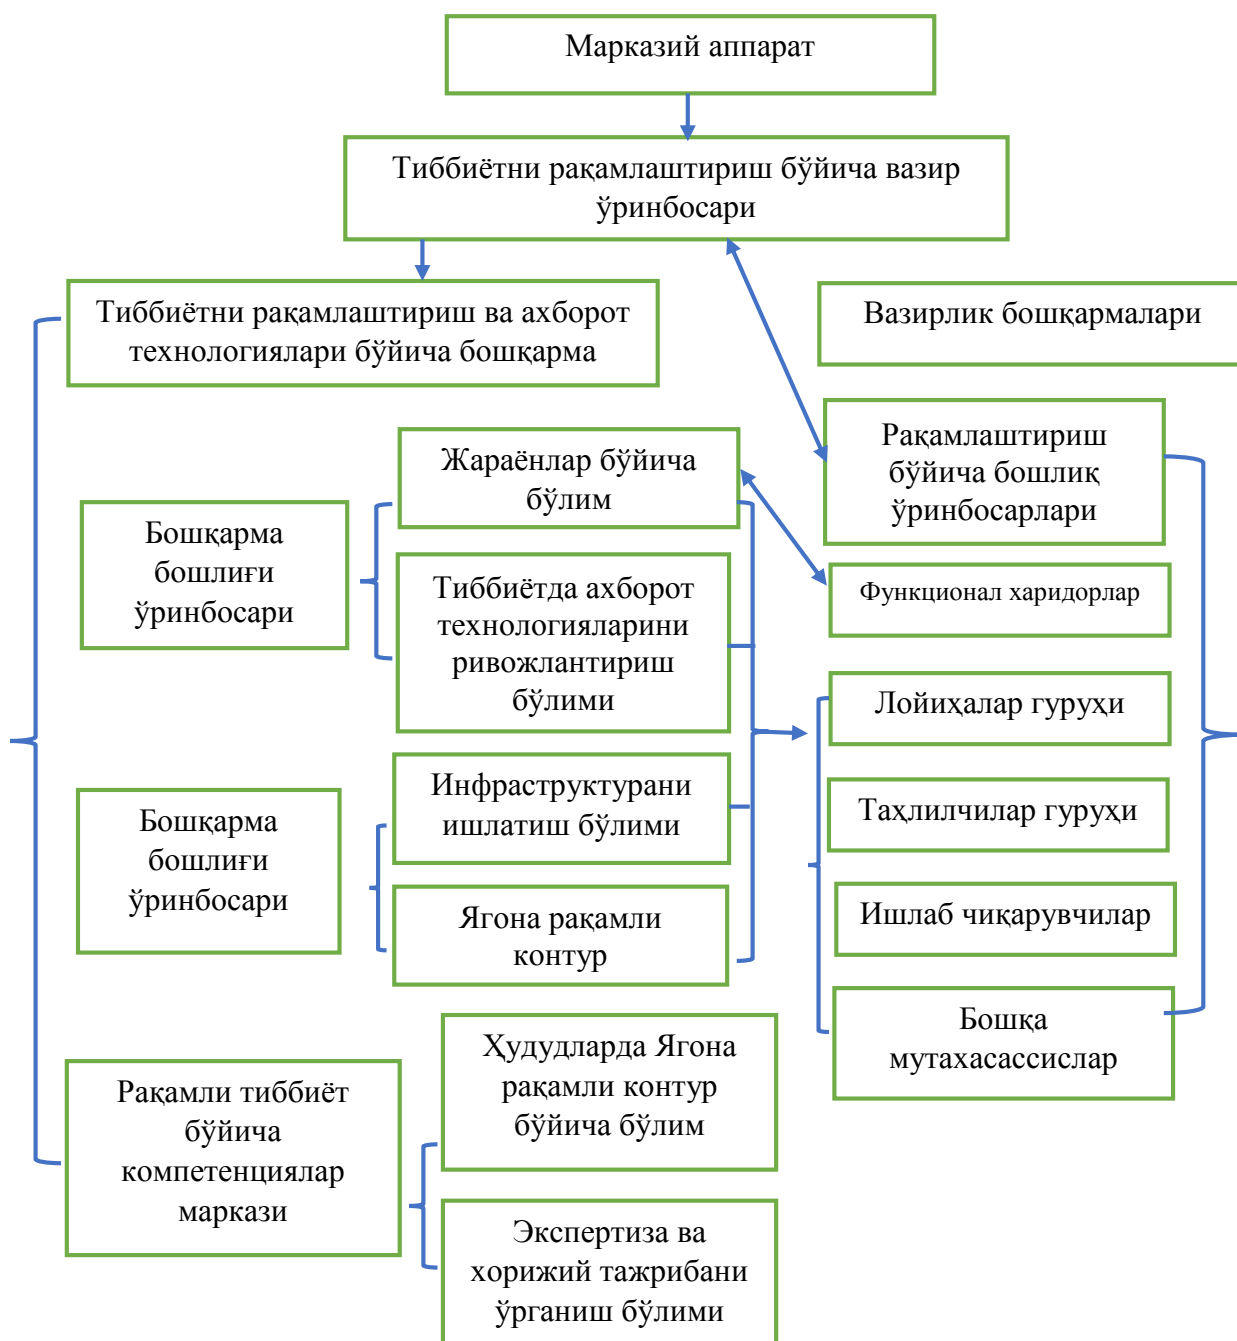 Марказий аппарат
Тиббиётни рақамлаштириш бўйича вазир
ўринбосари
Тиббиётни рақамлаштириш ва ахборот
технологиялари бўйича бошқарма
Вазирлик бошқармалари
Жараёнлар бўйича
бўлим
Рақамлаштириш
бўйича бошлиқ
ўринбосарлари
Бошқарма
бошлиғи
ўринбосари
Тиббиётда ахборот
технологияларини
ривожлантириш
бўлими
Функционал харидорлар
Лойиҳалар гуруҳи
Инфраструктурани
ишлатиш бўлими
Таҳлилчилар гуруҳи
Бошқарма
бошлиғи
ўринбосари
Ягона рақамли
контур
Ишлаб чиқарувчилар
Бошқа
мутахасассислар
Ҳудудларда Ягона
рақамли контур
бўйича бўлим
Рақамли тиббиёт
бўйича
компетенциялар
маркази
Экспертиза ва
хорижий тажрибани
ўрганиш бўлими